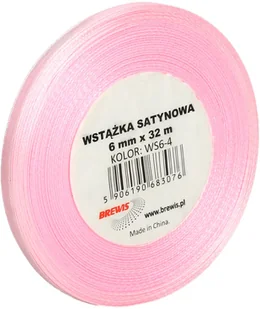 WSTĄŻKA SATYNOWA
6 mm x 32 m
KOLOR: WS6-4
5 906190 683076
BREWIS
www.brewis.pl
Made in China.